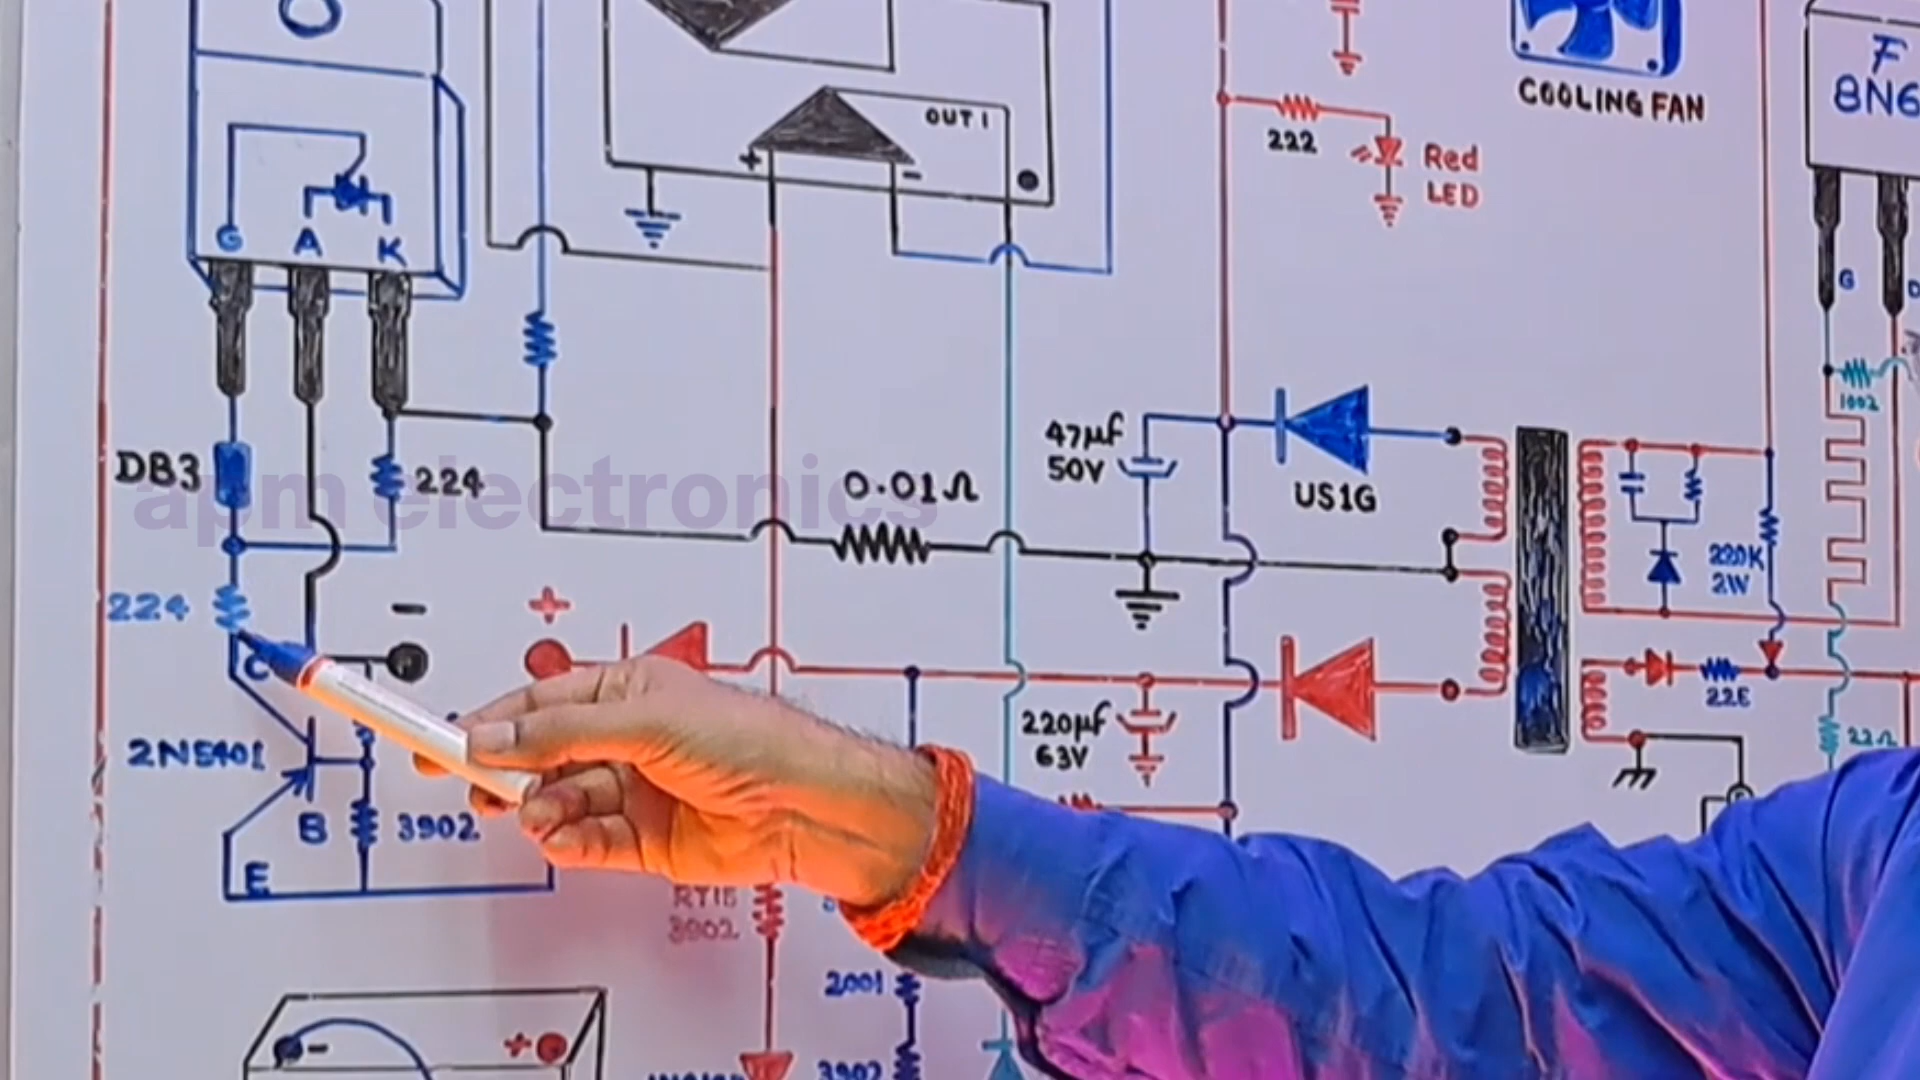 OUT 1
+
-
COOLING FAN
F
8N6
222
Red
LED
G
A
K
G
D
DB3
224
apm electronics
0.01Ω
47µf
50V
US1G
1002
220K
2W
224
-
+
C
22E
22Ω
220µf
63V
2N5401
B
3902
E
3902
2001
3902
-
+